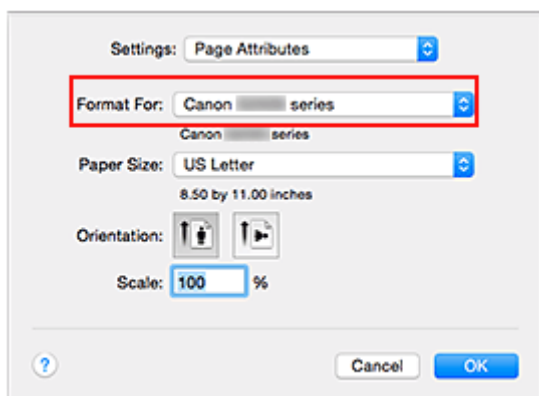 Settings: Page Attributes
Format For: Canon series
Canon series
Paper Size: US Letter
8.50 by 11.00 inches
Orientation:
Scale: 100 %
? Cancel OK